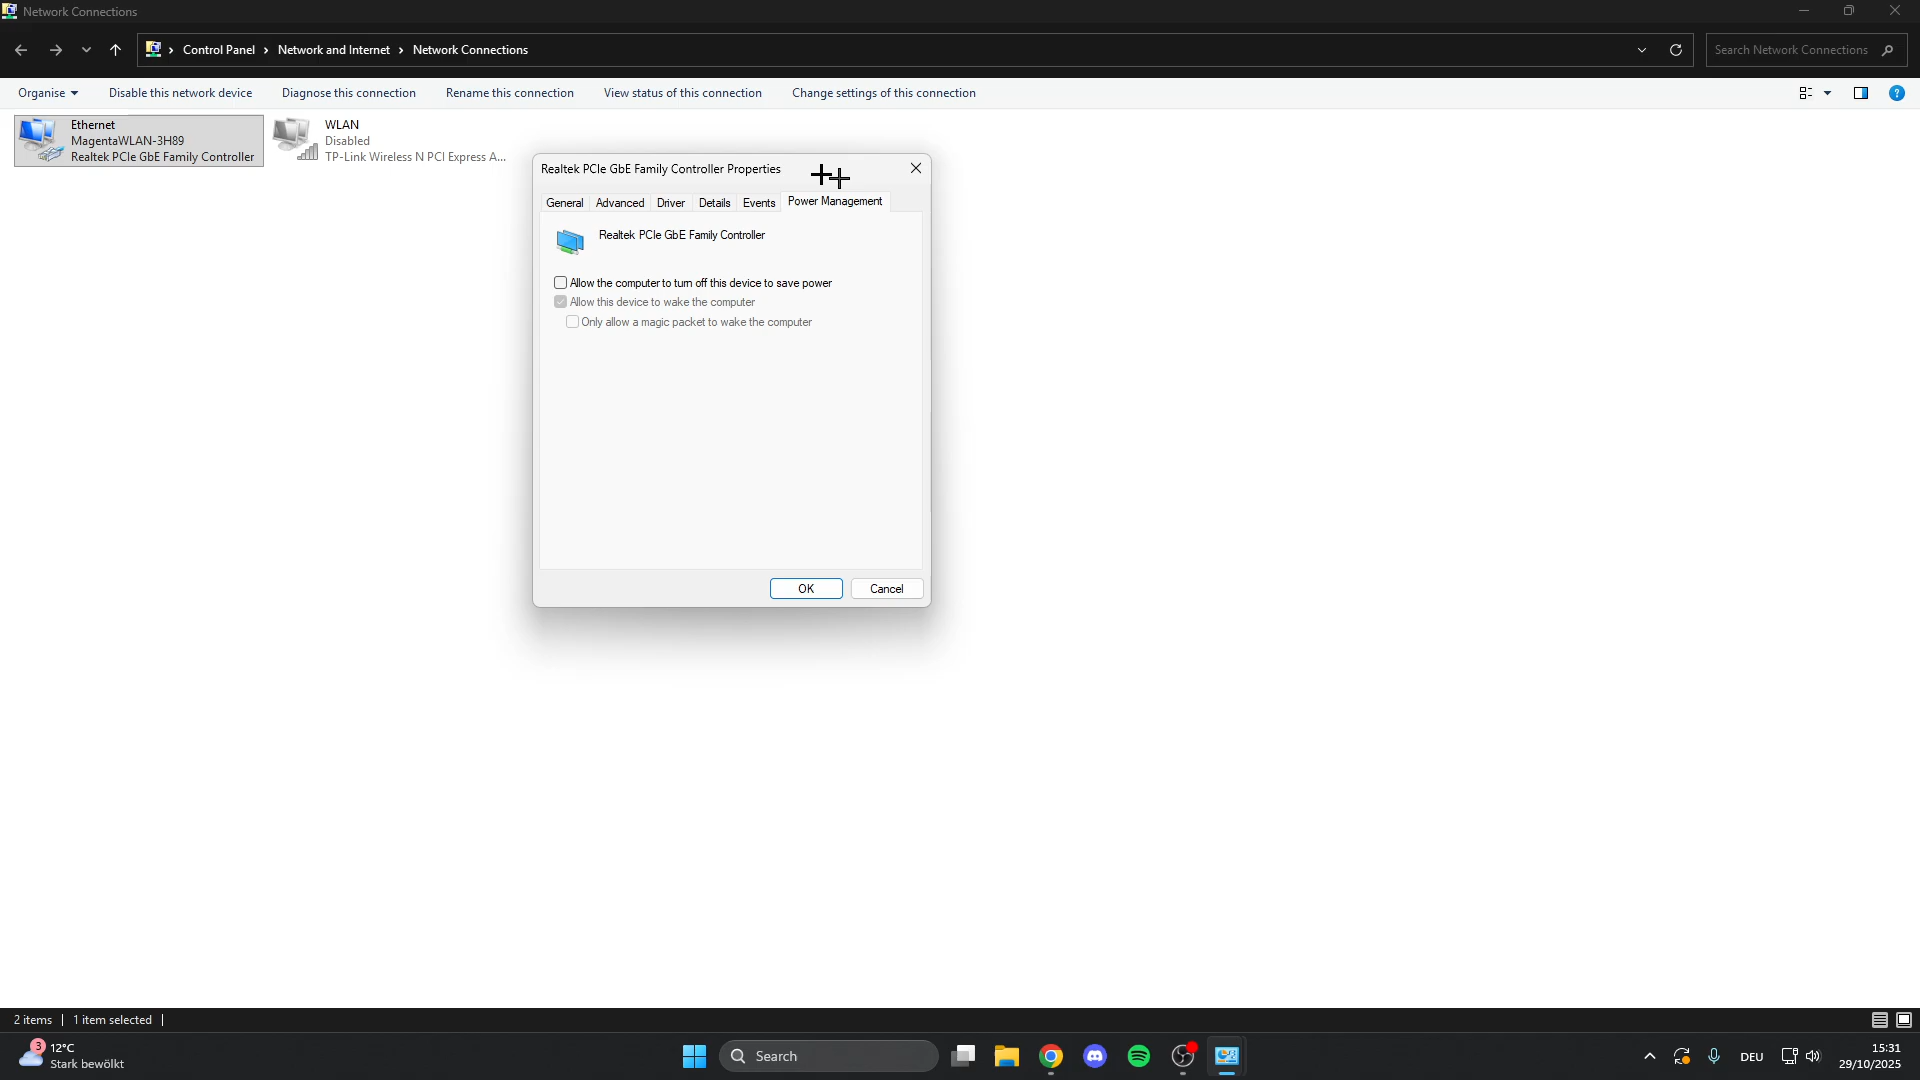 Network Connections
Control Panel › Network and Internet › Network Connections
Search Network Connections
Organise
Disable this network device
Diagnose this connection
Rename this connection
View status of this connection
Change settings of this connection
?
Ethernet
MagentaWLAN-3H89
Realtek PCIe GbE Family Controller
WLAN
Disabled
TP-Link Wireless N PCI Express A...
Realtek PCIe GbE Family Controller Properties
General
Advanced
Driver
Details
Events
Power Management
Realtek PCIe GbE Family Controller
Allow the computer to turn off this device to save power
Allow this device to wake the computer
Only allow a magic packet to wake the computer
OK
Cancel
2 items
1 item selected
3
12°C
Stark bewölkt
Search
DEU
15:31
29/10/2025